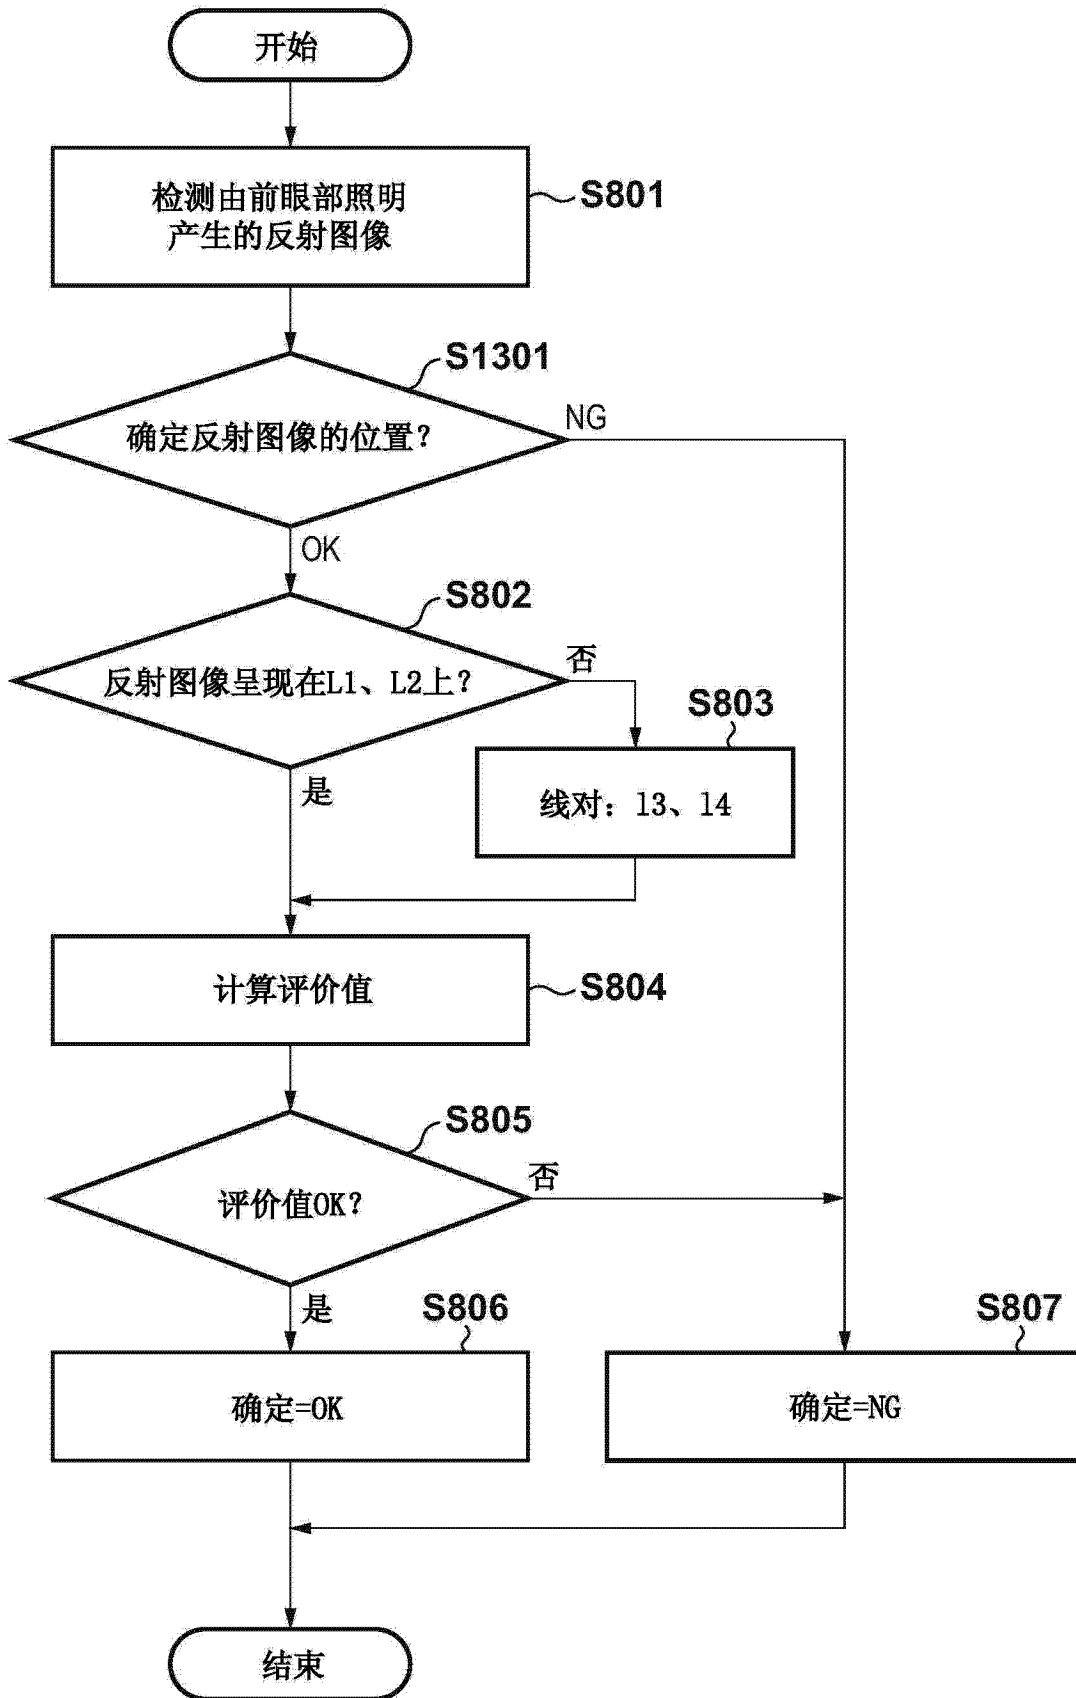 开始
检测由前眼部照明
产生的反射图像
S801
S1301
确定反射图像的位置?
NG
OK
S802
反射图像呈现在L1、L2上?
否
S803
是
线对: l3、l4
计算评价值
S804
S805
评价值OK?
否
是
S806
S807
确定=OK
确定=NG
结束